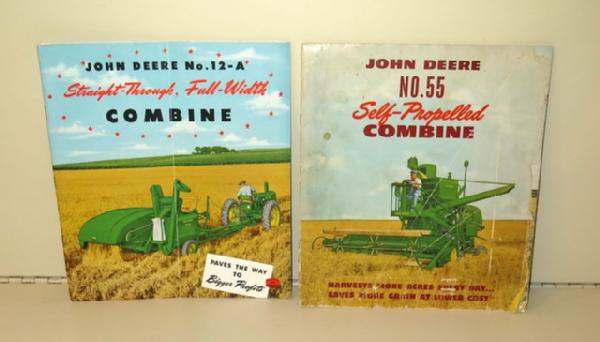 JOHN DEERE No.12-A
Straight-Through, Full-Width
COMBINE
PAVES THE WAY
TO
Bigger Profits
JOHN DEERE
NO.55
Self-Propelled
COMBINE
HARVESTS MORE ACRES EVERY DAY...
SAVES MORE GRAIN AT LOWER COST